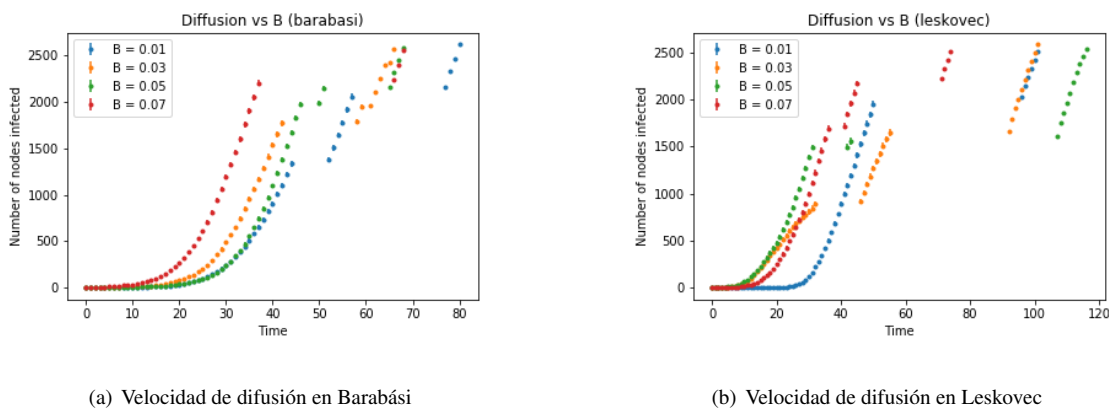 Diffusion vs B (barabasi)
Number of nodes infected
2500
2000
1500
1000
500
0
B = 0.01
B = 0.03
B = 0.05
B = 0.07
0 10 20 30 40 50 60 70 80
Time
(a) Velocidad de difusión en Barabási
Diffusion vs B (leskovec)
Number of nodes infected
2500
2000
1500
1000
500
0
B = 0.01
B = 0.03
B = 0.05
B = 0.07
0 20 40 60 80 100 120
Time
(b) Velocidad de difusión en Leskovec